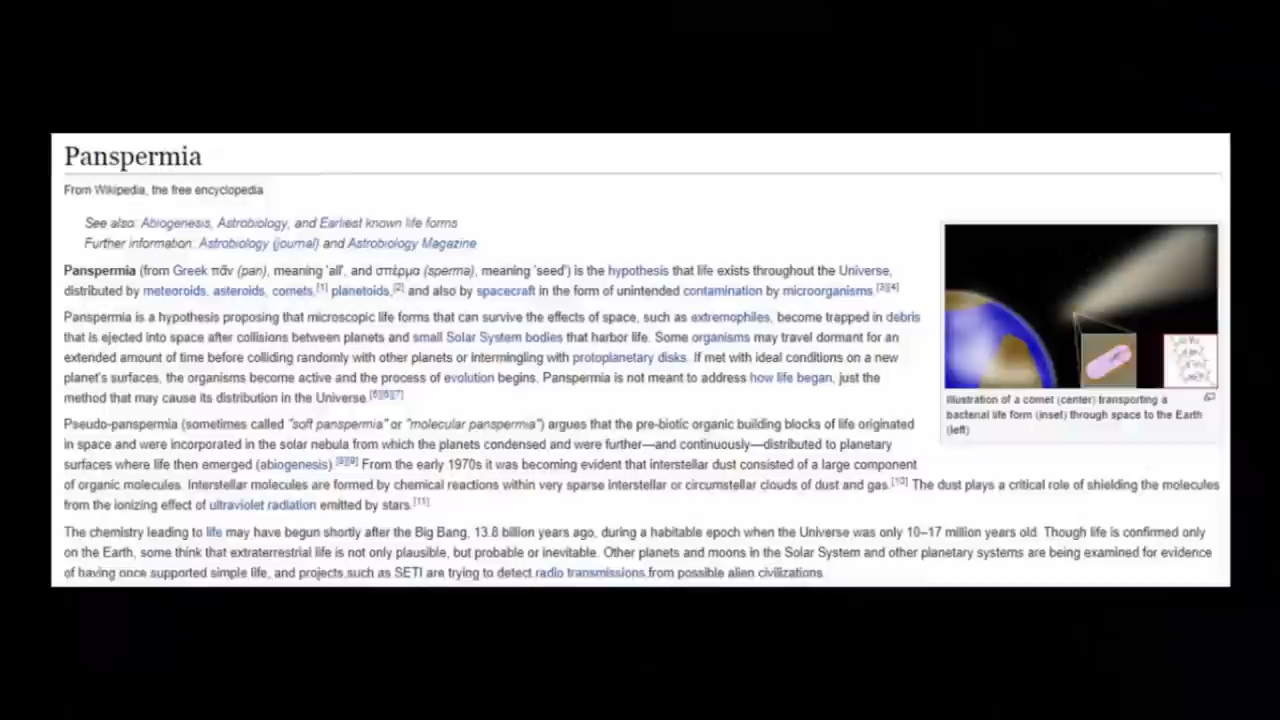 Panspermia
From Wikipedia, the free encyclopedia
See also: Abiogenesis, Astrobiology, and Earliest known life forms
Further information: Astrobiology (journal) and Astrobiology Magazine
Panspermia (from Greek πᾶν (pan), meaning 'all', and σπέρμα (sperma), meaning 'seed') is the hypothesis that life exists throughout the Universe,
distributed by meteoroids, asteroids, comets,[1] planetoids,[2] and also by spacecraft in the form of unintended contamination by microorganisms.[3][4]
Panspermia is a hypothesis proposing that microscopic life forms that can survive the effects of space, such as extremophiles, become trapped in debris
that is ejected into space after collisions between planets and small Solar System bodies that harbor life. Some organisms may travel dormant for an
extended amount of time before colliding randomly with other planets or intermingling with protoplanetary disks. If met with ideal conditions on a new
planet's surfaces, the organisms become active and the process of evolution begins. Panspermia is not meant to address how life began, just the
method that may cause its distribution in the Universe.[5][6][7]
Pseudo-panspermia (sometimes called "soft panspermia" or "molecular panspermia") argues that the pre-biotic organic building blocks of life originated
in space and were incorporated in the solar nebula from which the planets condensed and were further—and continuously—distributed to planetary
surfaces where life then emerged (abiogenesis).[8][9] From the early 1970s it was becoming evident that interstellar dust consisted of a large component
of organic molecules. Interstellar molecules are formed by chemical reactions within very sparse interstellar or circumstellar clouds of dust and gas.[10] The dust plays a critical role of shielding the molecules
from the ionizing effect of ultraviolet radiation emitted by stars.[11]
The chemistry leading to life may have begun shortly after the Big Bang, 13.8 billion years ago, during a habitable epoch when the Universe was only 10–17 million years old. Though life is confirmed only
on the Earth, some think that extraterrestrial life is not only plausible, but probable or inevitable. Other planets and moons in the Solar System and other planetary systems are being examined for evidence
of having once supported simple life, and projects such as SETI are trying to detect radio transmissions from possible alien civilizations.
Illustration of a comet (center) transporting a
bacterial life form (inset) through space to the Earth
(left)